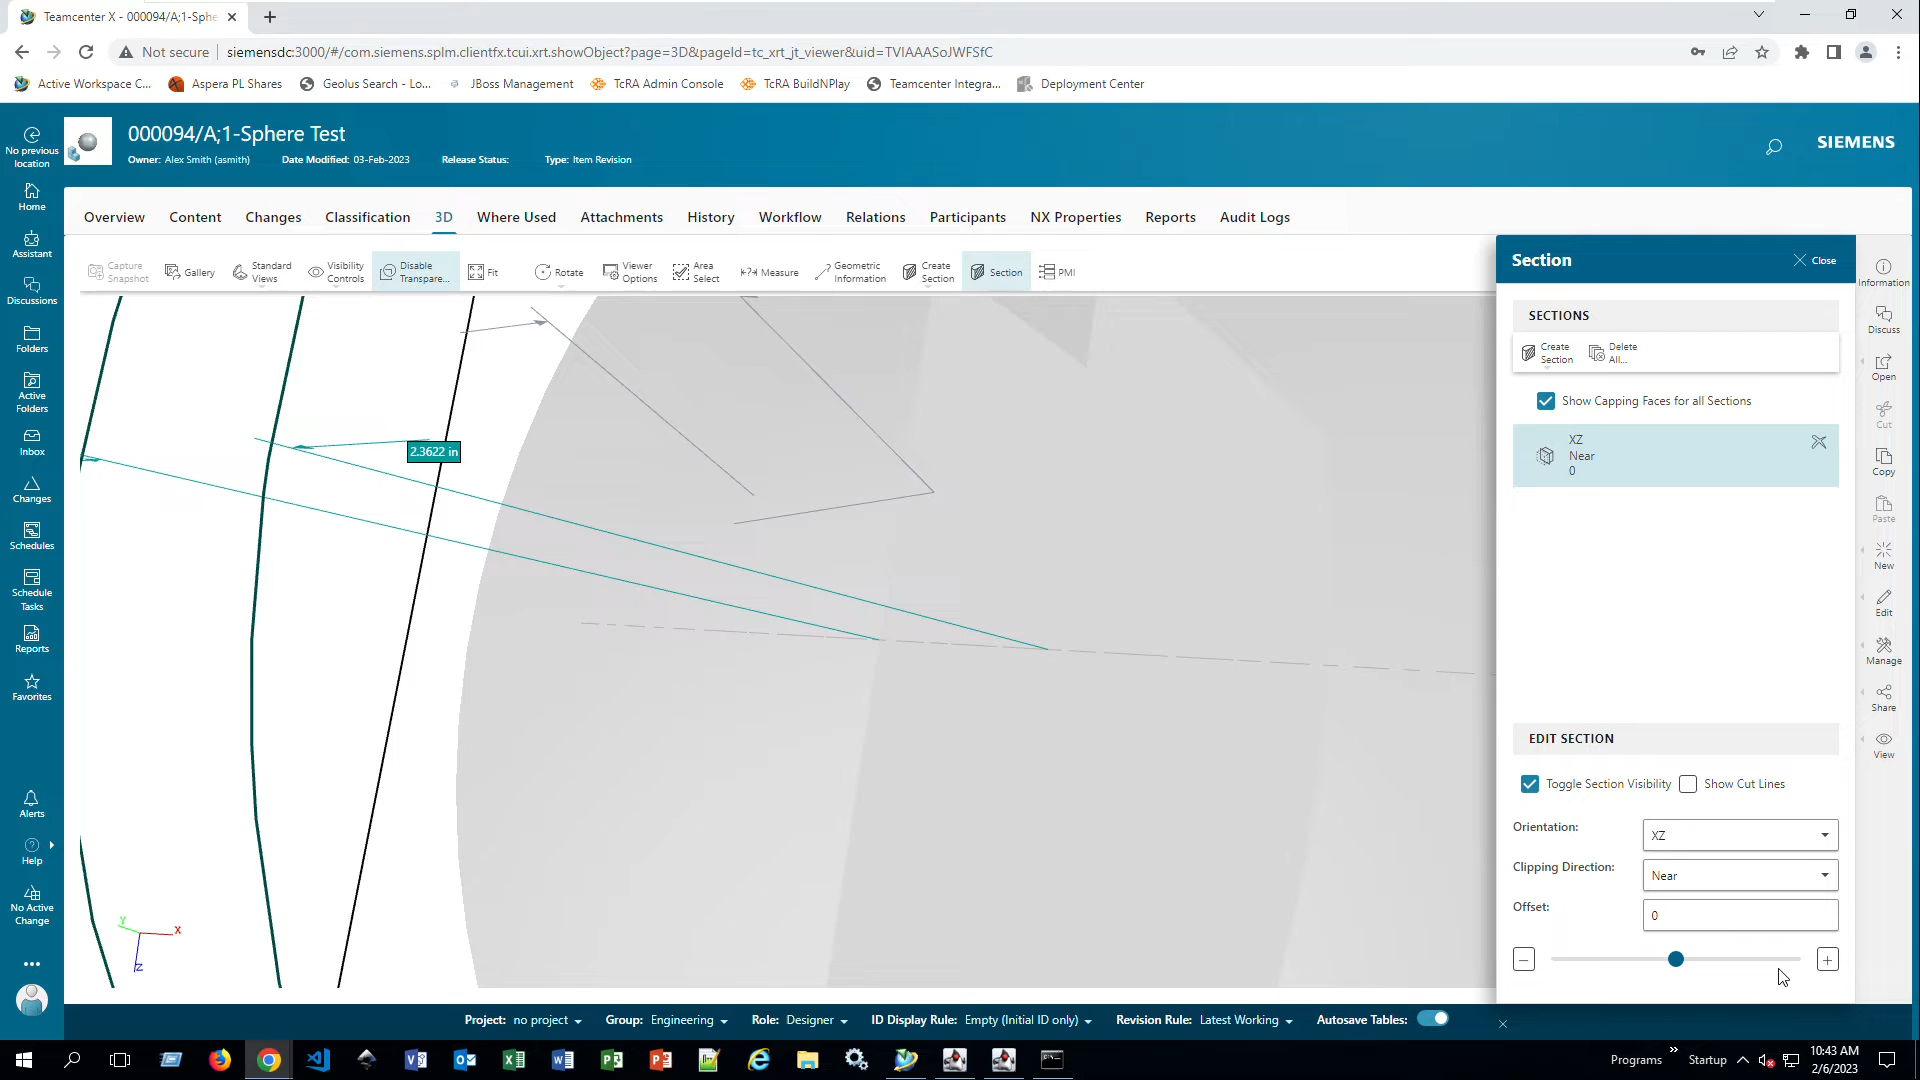 Teamcenter X - 000094/A;1-Sphe
Not secure
siemensdc:3000/#/com.siemens.splm.clientfx.tcui.xrt.showObject?page=3D&pageId=tc_xrt_jt_viewer&uid=TVIAAASoJWFSfC
Active Workspace C...
Aspera PL Shares
Geolus Search - Lo...
JBoss Management
TcRA Admin Console
TcRA BuildNPlay
Teamcenter Integra...
Deployment Center
No previous
location
Home
Assistant
Discussions
Folders
Active
Folders
Inbox
Changes
Schedules
Schedule
Tasks
Reports
Favorites
Alerts
Help
No Active
Change
000094/A;1-Sphere Test
Owner: Alex Smith (asmith)
Date Modified: 03-Feb-2023
Release Status:
Type: Item Revision
SIEMENS
Overview
Content
Changes
Classification
3D
Where Used
Attachments
History
Workflow
Relations
Participants
NX Properties
Reports
Audit Logs
Capture
Snapshot
Gallery
Standard
Views
Visibility
Controls
Disable
Transpare...
Fit
Rotate
Viewer
Options
Area
Select
Measure
Geometric
Information
Create
Section
Section
PMI
2.3622 in
Y
X
Z
Section
Close
SECTIONS
Create
Section
Delete
All...
Show Capping Faces for all Sections
XZ
Near
0
EDIT SECTION
Toggle Section Visibility
Show Cut Lines
Orientation:
XZ
Clipping Direction:
Near
Offset:
0
Information
Discuss
Open
Cut
Copy
Paste
New
Edit
Manage
Share
View
Project: no project
Group: Engineering
Role: Designer
ID Display Rule: Empty (Initial ID only)
Revision Rule: Latest Working
Autosave Tables:
Programs
Startup
10:43 AM
2/6/2023